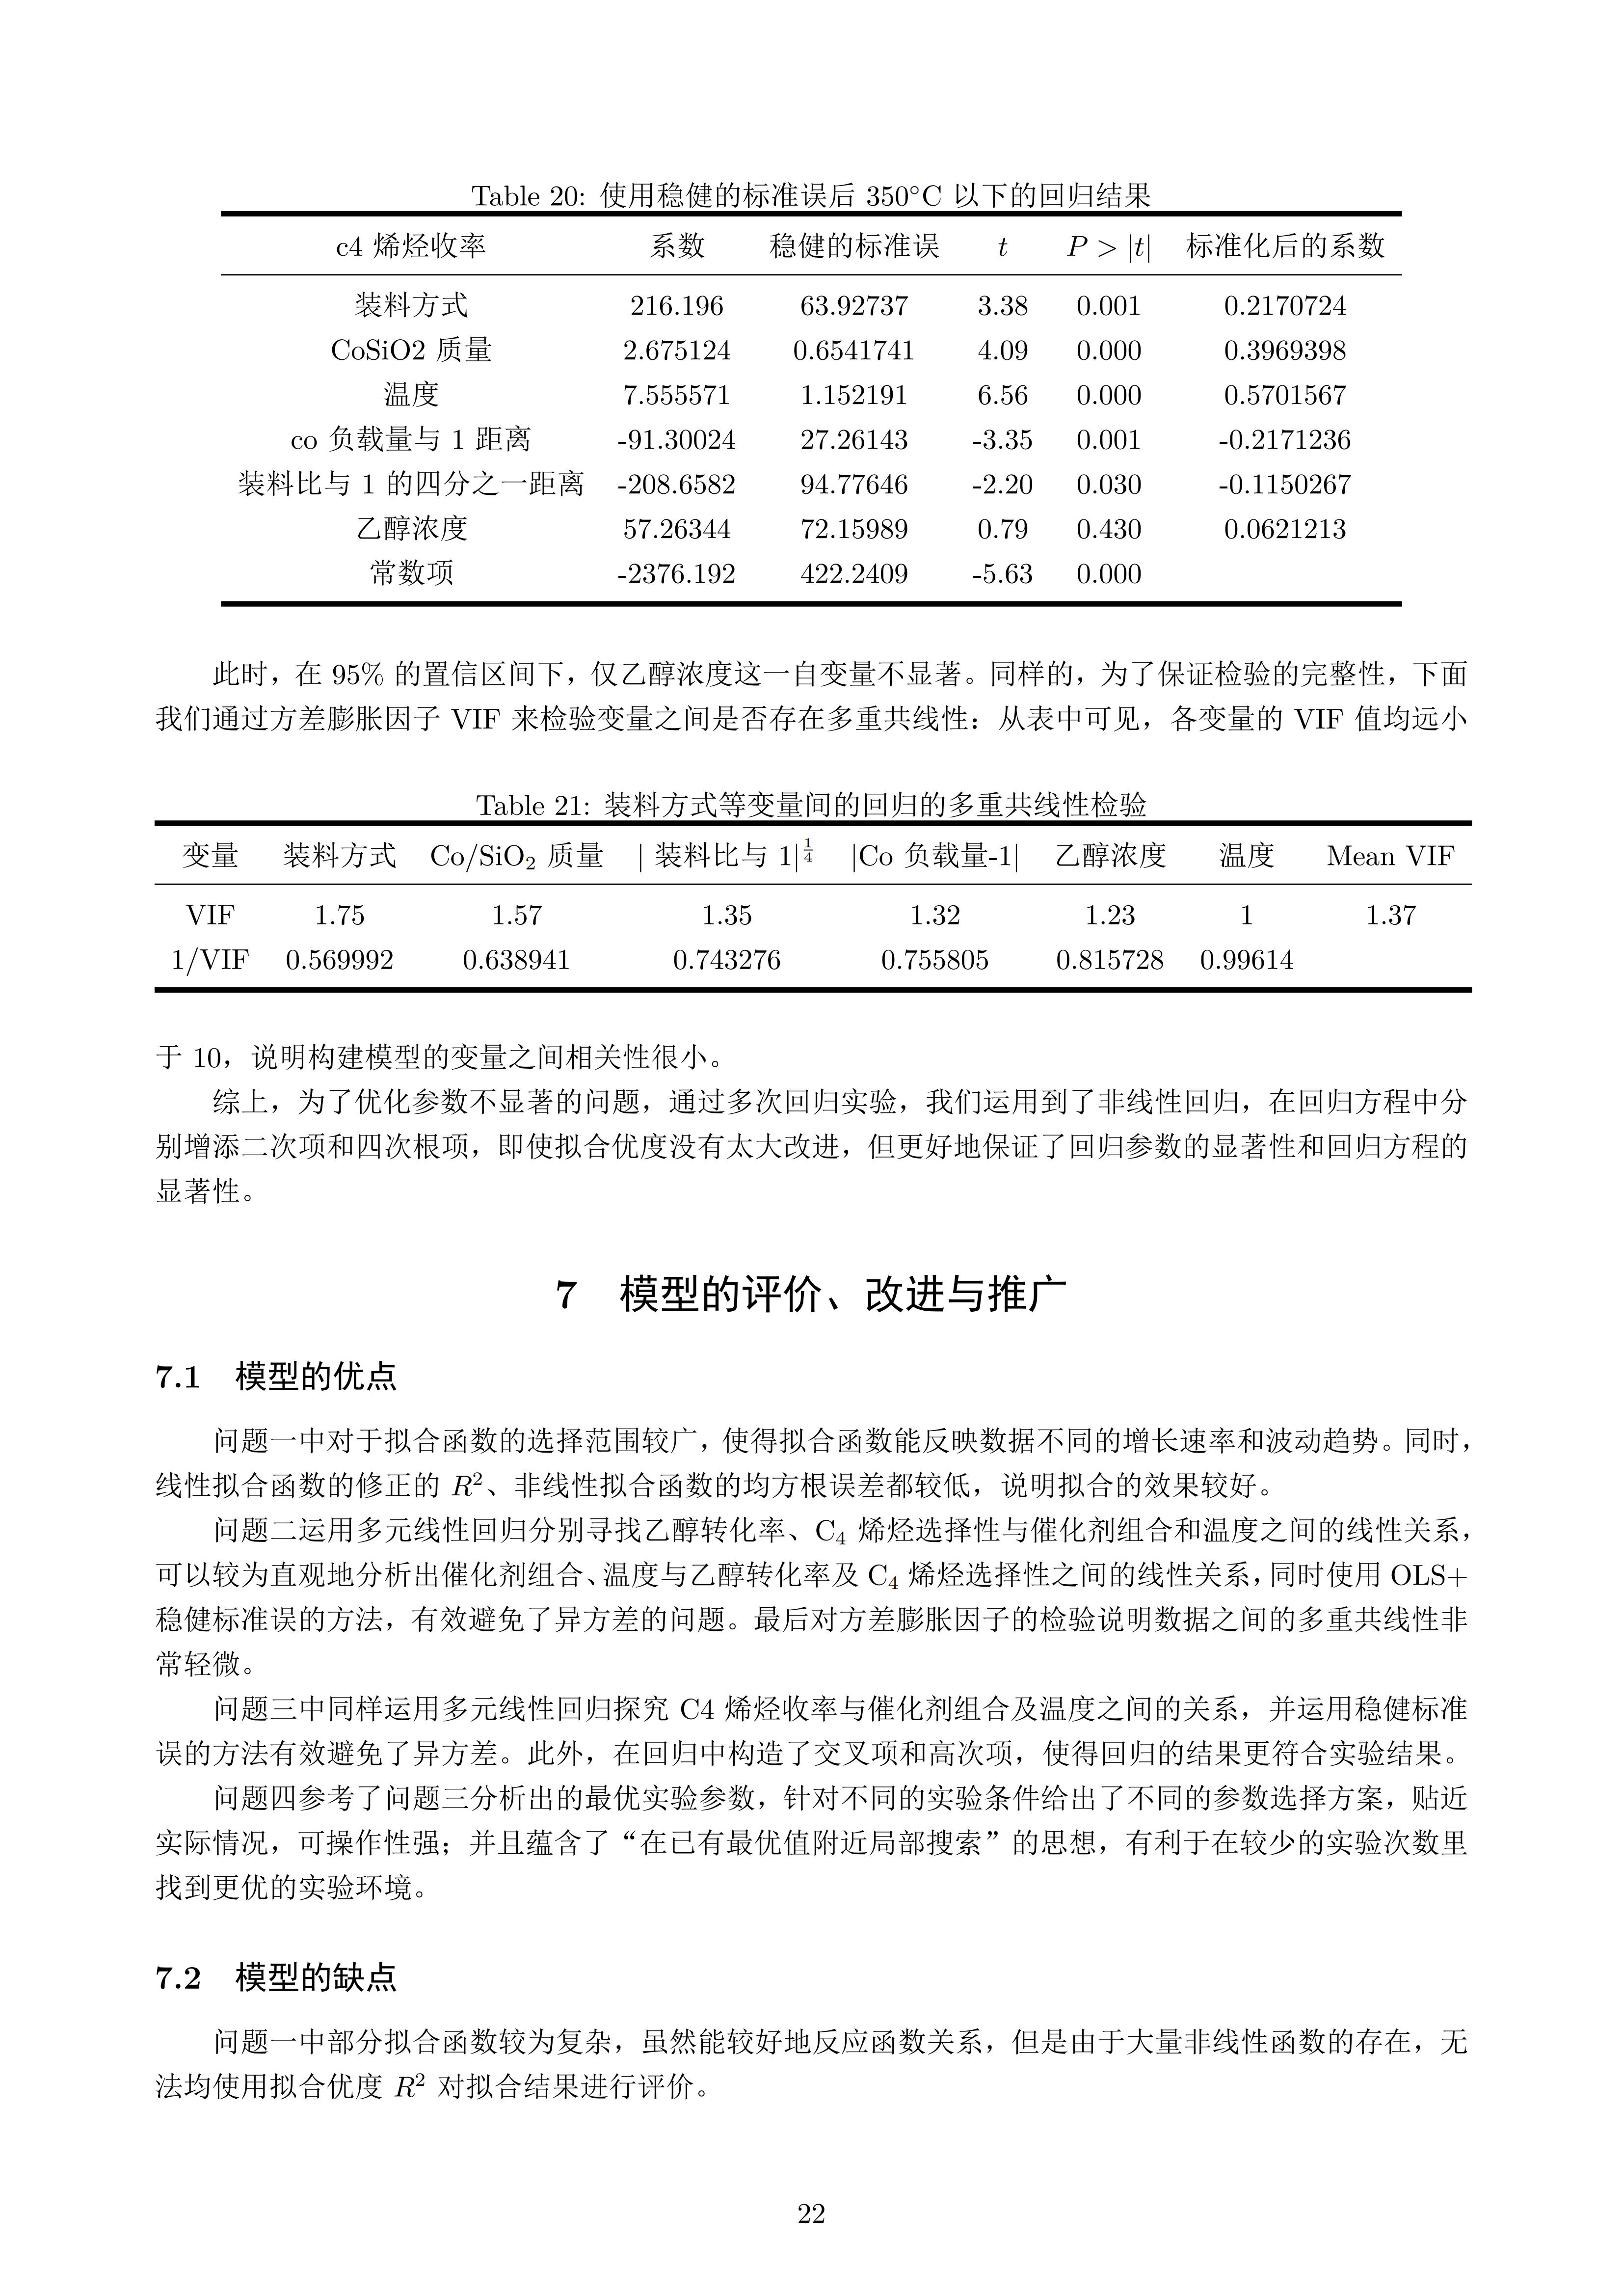 Table 20: 使用稳健的标准误后 350°C 以下的回归结果
c4 烯烃收率 系数 稳健的标准误 t P > |t| 标准化后的系数
装料方式 216.196 63.92737 3.38 0.001 0.2170724
CoSiO2 质量 2.675124 0.6541741 4.09 0.000 0.3969398
温度 7.555571 1.152191 6.56 0.000 0.5701567
co 负载量与 1 距离 -91.30024 27.26143 -3.35 0.001 -0.2171236
装料比与 1 的四分之一距离 -208.6582 94.77646 -2.20 0.030 -0.1150267
乙醇浓度 57.26344 72.15989 0.79 0.430 0.0621213
常数项 -2376.192 422.2409 -5.63 0.000
此时，在 95% 的置信区间下，仅乙醇浓度这一自变量不显著。同样的，为了保证检验的完整性，下面
我们通过方差膨胀因子 VIF 来检验变量之间是否存在多重共线性：从表中可见，各变量的 VIF 值均远小
Table 21: 装料方式等变量间的回归的多重共线性检验
变量 装料方式 Co/SiO₂ 质量 | 装料比与 1|^{1/4} |Co 负载量-1| 乙醇浓度 温度 Mean VIF
VIF 1.75 1.57 1.35 1.32 1.23 1 1.37
1/VIF 0.569992 0.638941 0.743276 0.755805 0.815728 0.99614
于 10，说明构建模型的变量之间相关性很小。
综上，为了优化参数不显著的问题，通过多次回归实验，我们运用到了非线性回归，在回归方程中分
别增添二次项和四次根项，即使拟合优度没有太大改进，但更好地保证了回归参数的显著性和回归方程的
显著性。
7 模型的评价、改进与推广
7.1 模型的优点
问题一中对于拟合函数的选择范围较广，使得拟合函数能反映数据不同的增长速率和波动趋势。同时，
线性拟合函数的修正的 R²、非线性拟合函数的均方根误差都较低，说明拟合的效果较好。
问题二运用多元线性回归分别寻找乙醇转化率、C₄ 烯烃选择性与催化剂组合和温度之间的线性关系，
可以较为直观地分析出催化剂组合、温度与乙醇转化率及 C₄ 烯烃选择性之间的线性关系，同时使用 OLS+
稳健标准误的方法，有效避免了异方差的问题。最后对方差膨胀因子的检验说明数据之间的多重共线性非
常轻微。
问题三中同样运用多元线性回归探究 C4 烯烃收率与催化剂组合及温度之间的关系，并运用稳健标准
误的方法有效避免了异方差。此外，在回归中构造了交叉项和高次项，使得回归的结果更符合实验结果。
问题四参考了问题三分析出的最优实验参数，针对不同的实验条件给出了不同的参数选择方案，贴近
实际情况，可操作性强；并且蕴含了“在已有最优值附近局部搜索”的思想，有利于在较少的实验次数里
找到更优的实验环境。
7.2 模型的缺点
问题一中部分拟合函数较为复杂，虽然能较好地反应函数关系，但是由于大量非线性函数的存在，无
法均使用拟合优度 R² 对拟合结果进行评价。
22